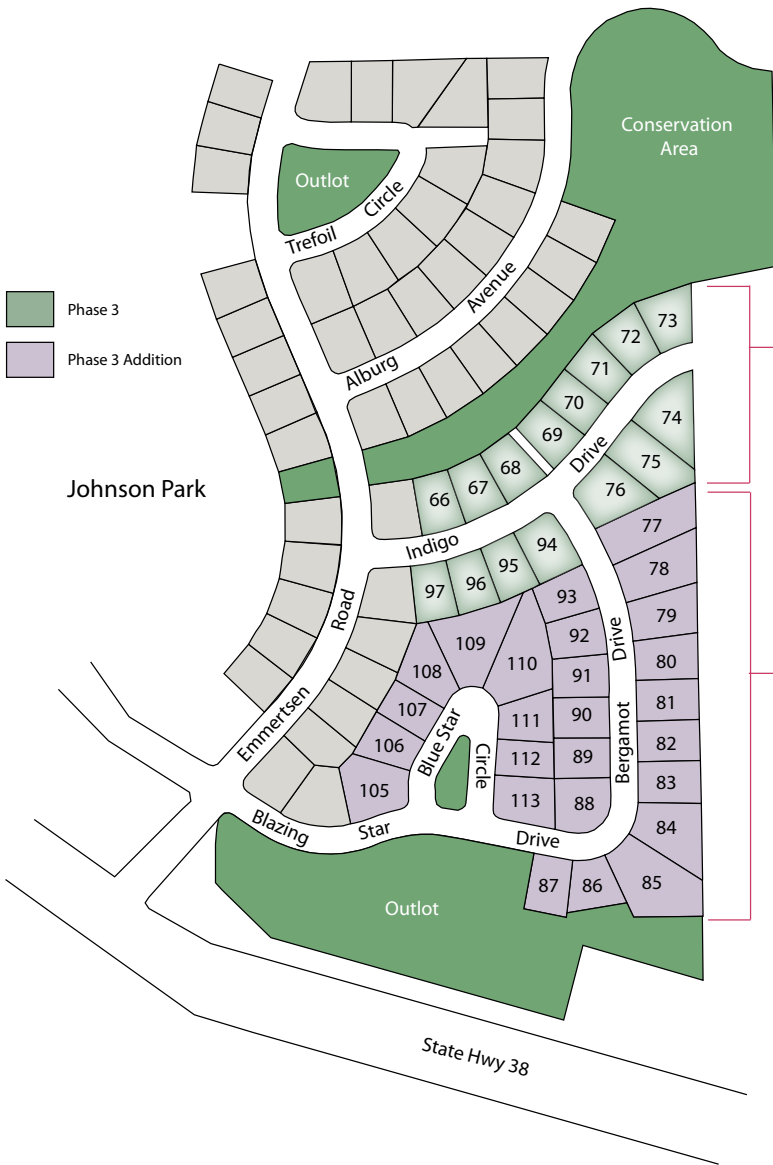 Conservation
Area
Outlot
Trefoil Circle
Alburg Avenue
Phase 3
Phase 3 Addition
Johnson Park
73
72
71
70
69
68
67
66
74
75
76
Indigo Drive
97
96
95
94
77
78
79
80
81
82
83
84
85
86
87
93
92
91
90
89
88
109
110
108
107
106
105
111
112
113
Emmertsen Road
Blue Star Circle
Bergamot Drive
Blazing Star Drive
Outlot
State Hwy 38